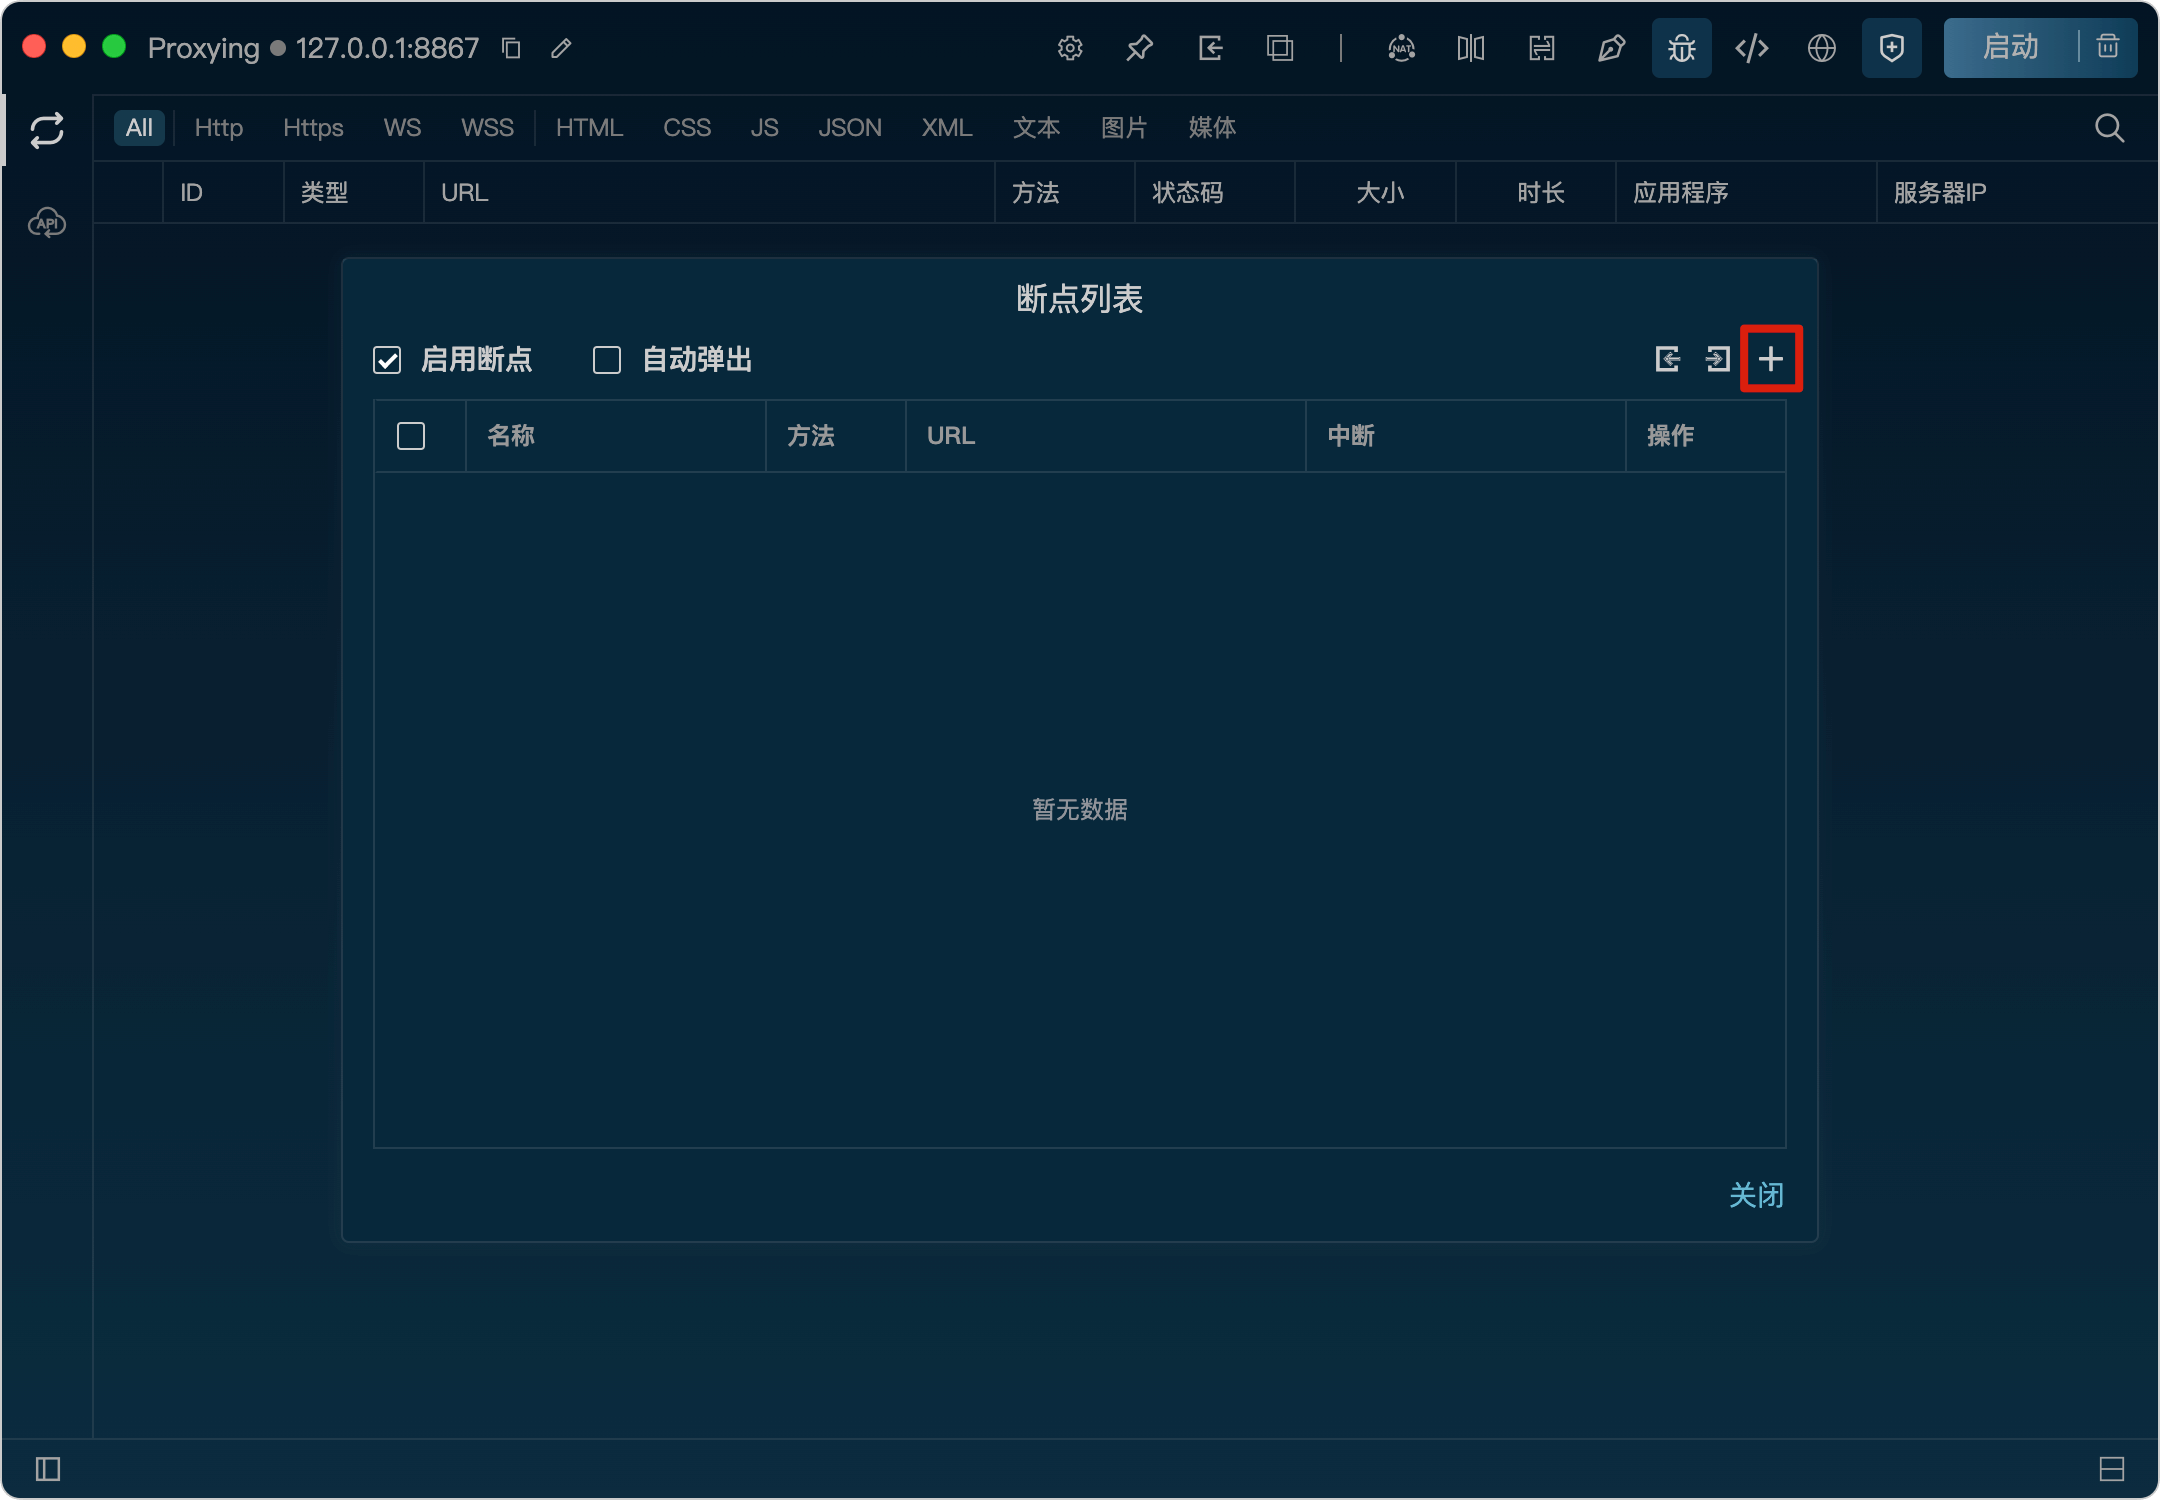 Proxying 127.0.0.1:8867
NAT
启动
All Http Https WS WSS HTML CSS JS JSON XML 文本 图片 媒体
API
ID 类型 URL 方法 状态码 大小 时长 应用程序 服务器IP
断点列表
启用断点 自动弹出
名称 方法 URL 中断 操作
暂无数据
关闭